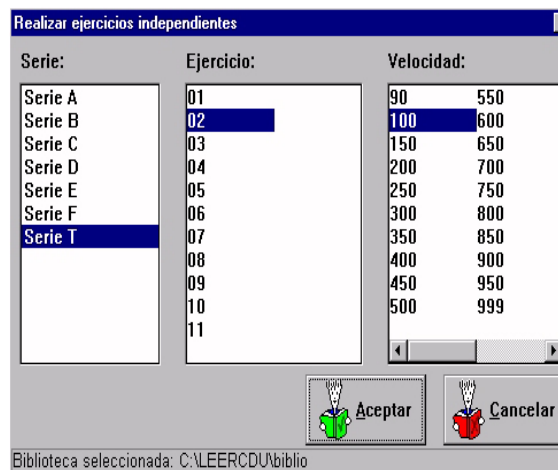 Realizar ejercicios independientes
Serie:
Serie A
Serie B
Serie C
Serie D
Serie E
Serie F
Serie T
Ejercicio:
01
02
03
04
05
06
07
08
09
10
11
Velocidad:
90 550
100 600
150 650
200 700
250 750
300 800
350 850
400 900
450 950
500 999
Aceptar
Cancelar
Biblioteca seleccionada: C:\LEERCDU\biblio